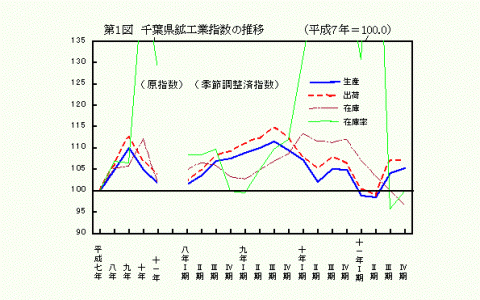 第1図 千葉県鉱工業指数の推移 (平成7年=100.0)
135
130
125
120
115
110
105
100
95
90
(原指数) (季節調整済指数)
生産
出荷
在庫
在庫率
平成七年 八年 九年 十年 十一年
八年Ⅰ期 Ⅱ期 Ⅲ期 Ⅳ期 九年Ⅰ期 Ⅱ期 Ⅲ期 Ⅳ期 十年Ⅰ期 Ⅱ期 Ⅲ期 Ⅳ期 十一年Ⅰ期 Ⅱ期 Ⅲ期 Ⅳ期